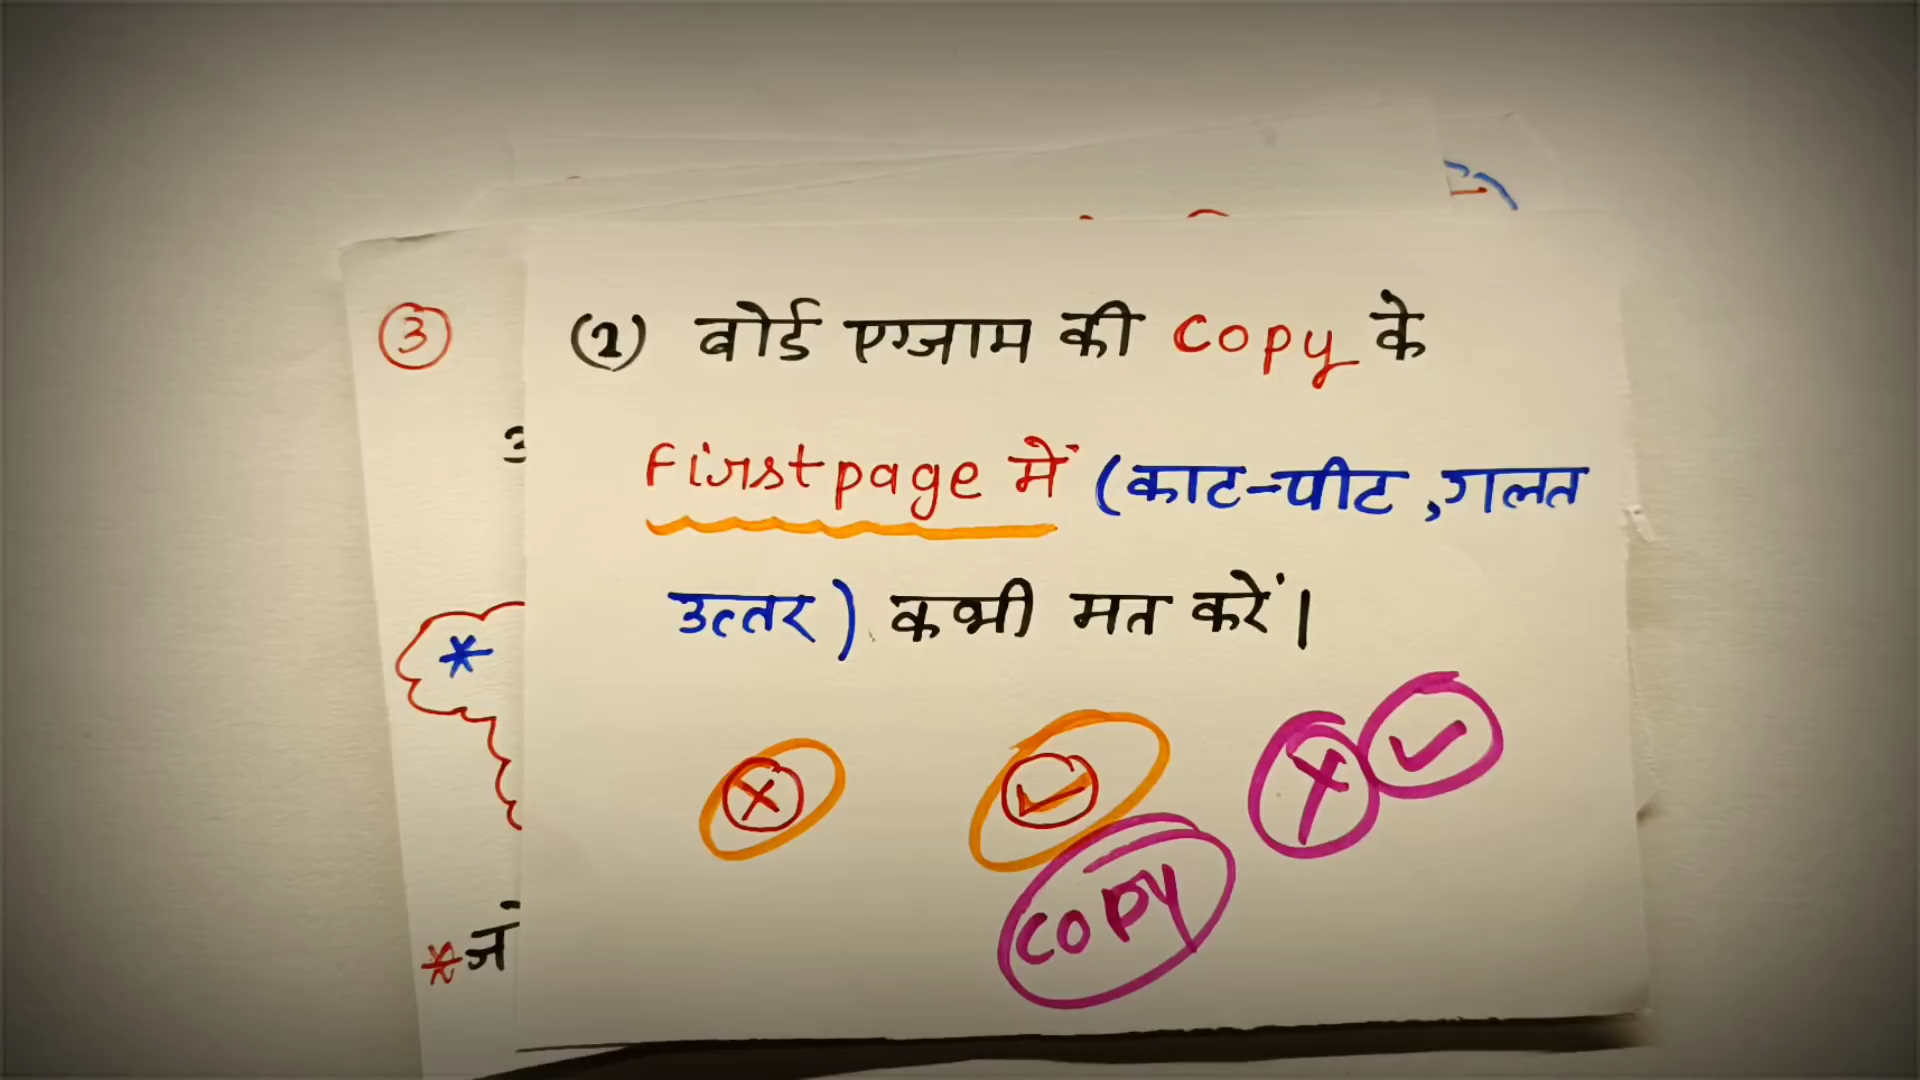 (1) बोर्ड एग्जाम की Copy के
First page में (काट-पीट, गलत
उत्तर) कभी मत करें।
copy
3